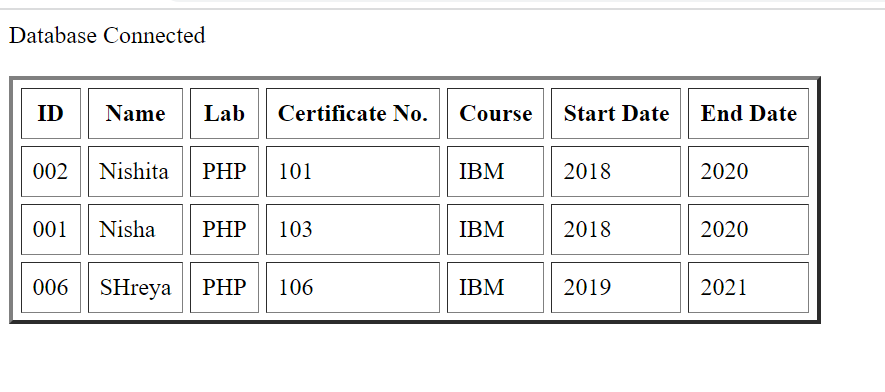 Database Connected
ID Name Lab Certificate No. Course Start Date End Date
002 Nishita PHP 101 IBM 2018 2020
001 Nisha PHP 103 IBM 2018 2020
006 SHreya PHP 106 IBM 2019 2021